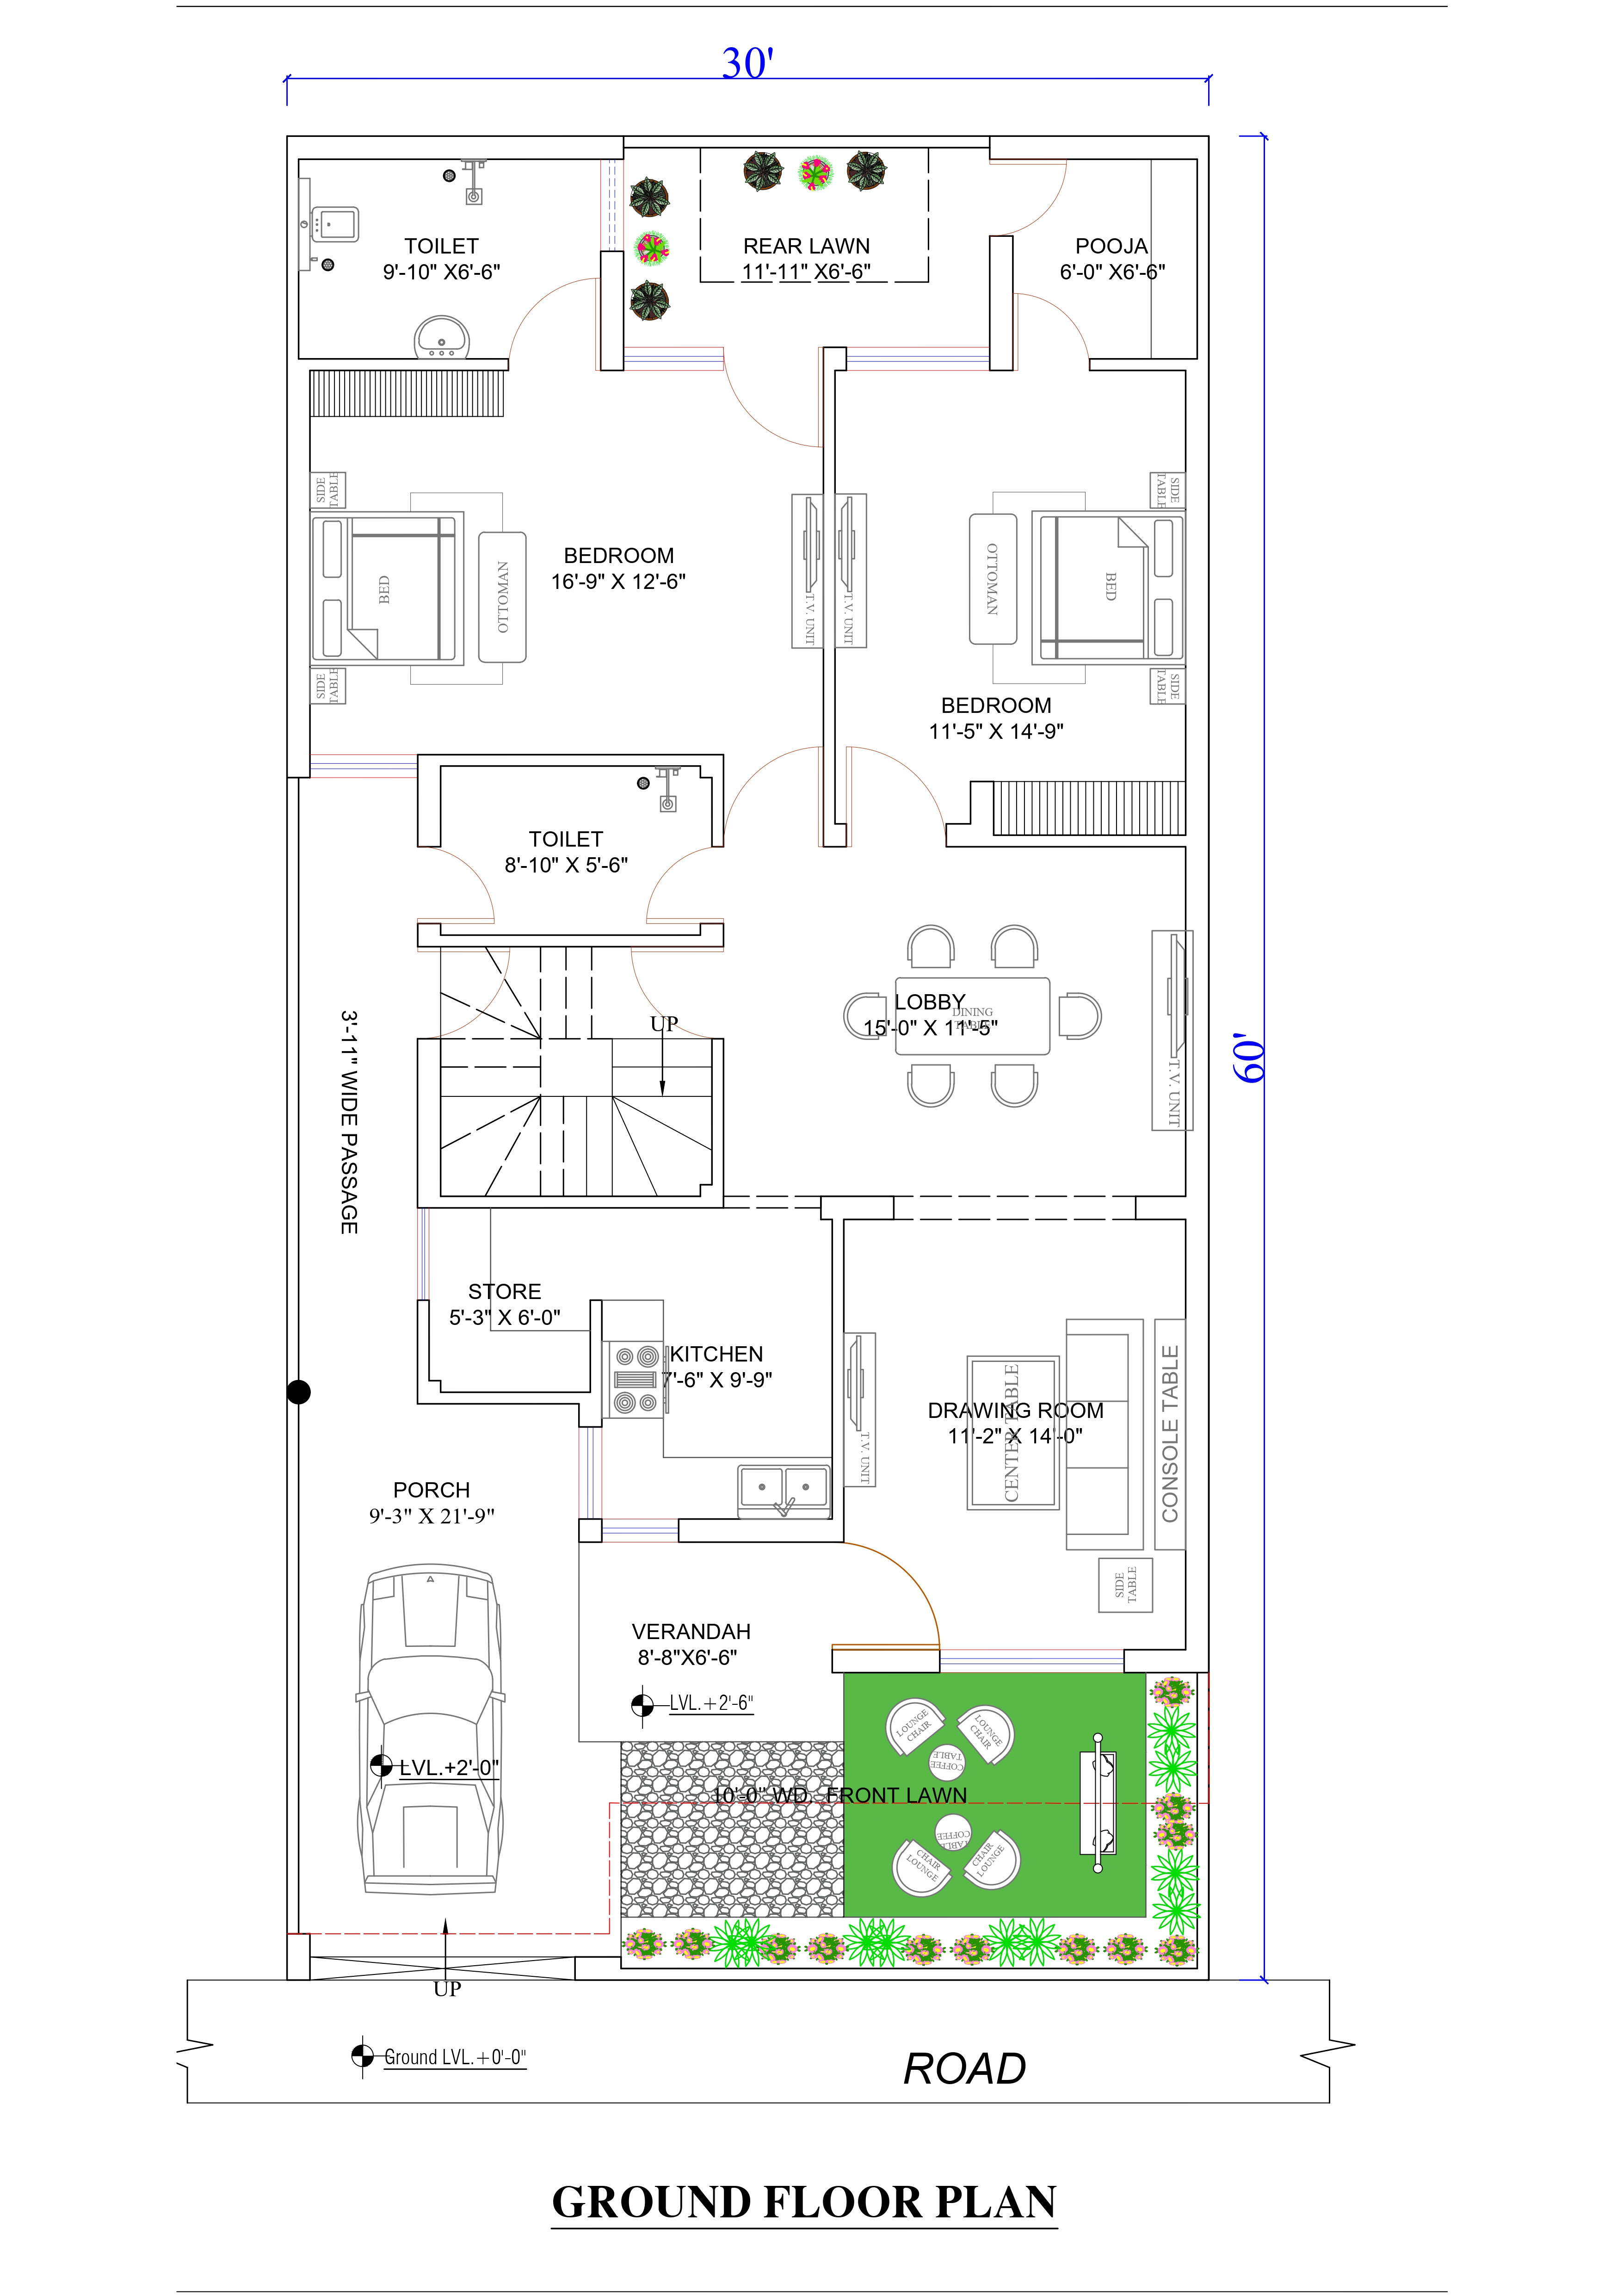 30'
TOILET
9'-10" X6'-6"
REAR LAWN
11'-11" X6'-6"
POOJA
6'-0" X6'-6"
SIDE
TABLE
SIDE
TABLE
BED
OTTOMAN
BEDROOM
16'-9" X 12'-6"
T.V. UNIT
T.V. UNIT
OTTOMAN
BED
SIDE
TABLE
SIDE
TABLE
BEDROOM
11'-5" X 14'-9"
TOILET
8'-10" X 5'-6"
UP
LOBBY
15'-0" X 11'-5"
DINING
TABLE
T.V. UNIT
60'
3'-11" WIDE PASSAGE
STORE
5'-3" X 6'-0"
KITCHEN
7'-6" X 9'-9"
DRAWING ROOM
11'-2" X 14'-0"
CENTER TABLE
CONSOLE TABLE
T.V. UNIT
PORCH
9'-3" X 21'-9"
SIDE
TABLE
VERANDAH
8'-8"X6'-6"
LVL.+2'-6"
LOUNGE
CHAIR
LOUNGE
CHAIR
COFFEE
TABLE
LVL.+2'-0"
10'-0" WD. FRONT LAWN
COFFEE
TABLE
CHAIR
LOUNGE
CHAIR
LOUNGE
UP
Ground LVL.+0'-0"
ROAD
GROUND FLOOR PLAN